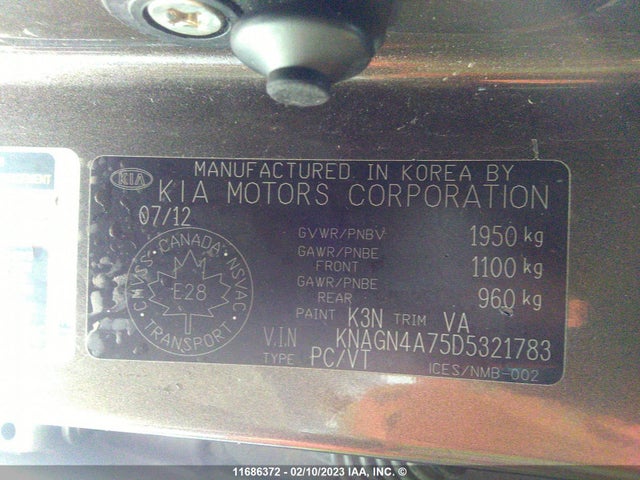 MENT
MANUFACTURED IN KOREA BY
KIA KIA MOTORS CORPORATION
07/12
GVWR/PNBV 1950 kg
GAWR/PNBE FRONT 1100 kg
GAWR/PNBE REAR 960 kg
CMVSS · CANADA · NSVAC
E28
TRANSPORT
PAINT K3N TRIM VA
V.I.N KNAGN4A75D5321783
TYPE PC/VT
ICES/NMB-002
11686372 - 02/10/2023 IAA, INC. ©